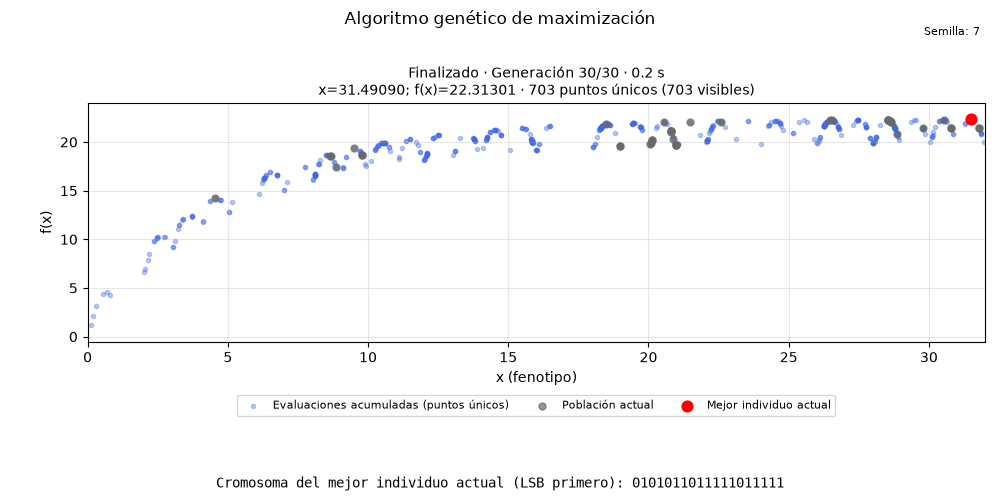 Algoritmo genético de maximización
Semilla: 7
Finalizado · Generación 30/30 · 0.2 s
x=31.49090; f(x)=22.31301 · 703 puntos únicos (703 visibles)
20
15
10
5
0
f(x)
0 5 10 15 20 25 30
x (fenotipo)
Evaluaciones acumuladas (puntos únicos) Población actual Mejor individuo actual
Cromosoma del mejor individuo actual (LSB primero): 0101011011111011111